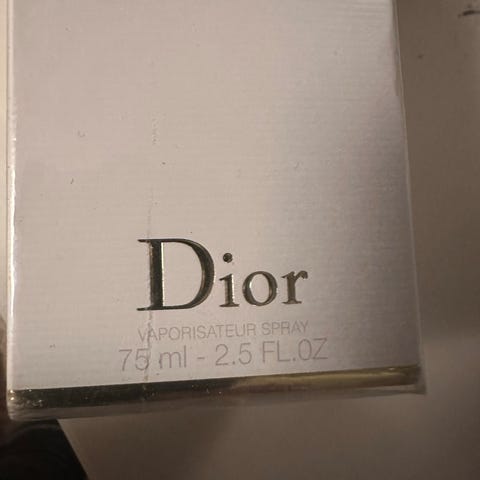 Dior
VAPORISATEUR SPRAY
75 ml - 2.5 FL.OZ